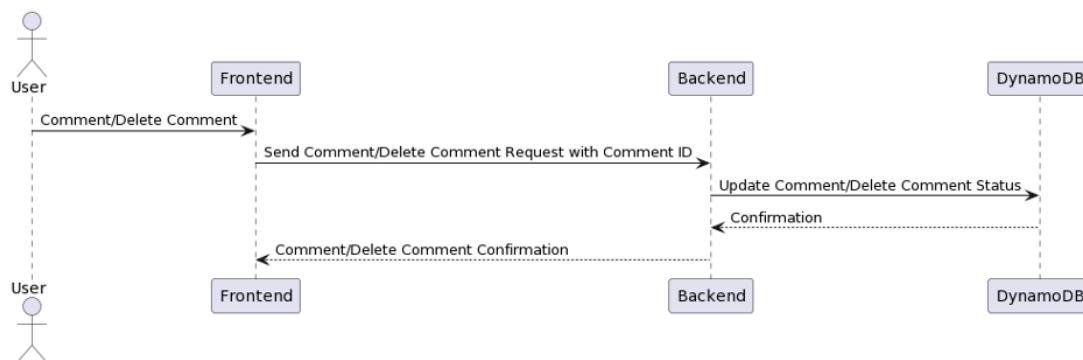 User
Frontend
Backend
DynamoDB
Comment/Delete Comment
Send Comment/Delete Comment Request with Comment ID
Update Comment/Delete Comment Status
Confirmation
Comment/Delete Comment Confirmation
User
Frontend
Backend
DynamoDB